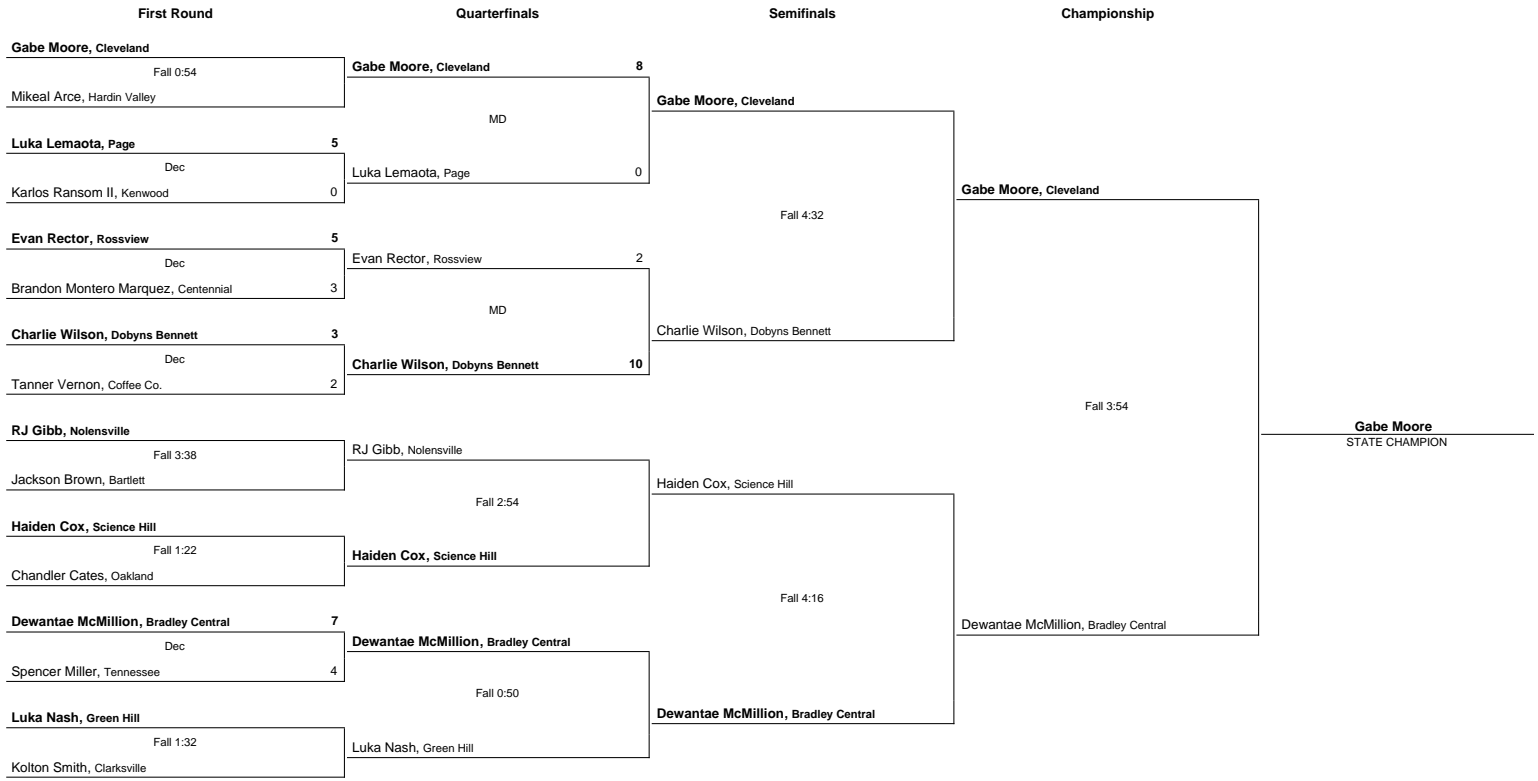 First Round Quarterfinals Semifinals Championship
Gabe Moore, Cleveland
Fall 0:54
Mikeal Arce, Hardin Valley
Luka Lemaota, Page 5
Dec
Karlos Ransom II, Kenwood 0
Evan Rector, Rossview 5
Dec
Brandon Montero Marquez, Centennial 3
Charlie Wilson, Dobyns Bennett 3
Dec
Tanner Vernon, Coffee Co. 2
RJ Gibb, Nolensville
Fall 3:38
Jackson Brown, Bartlett
Haiden Cox, Science Hill
Fall 1:22
Chandler Cates, Oakland
Dewantae McMillion, Bradley Central 7
Dec
Spencer Miller, Tennessee 4
Luka Nash, Green Hill
Fall 1:32
Kolton Smith, Clarksville
Gabe Moore, Cleveland 8
MD
Luka Lemaota, Page 0
Evan Rector, Rossview 2
MD
Charlie Wilson, Dobyns Bennett 10
RJ Gibb, Nolensville
Fall 2:54
Haiden Cox, Science Hill
Dewantae McMillion, Bradley Central
Fall 0:50
Luka Nash, Green Hill
Gabe Moore, Cleveland
Fall 4:32
Charlie Wilson, Dobyns Bennett
Haiden Cox, Science Hill
Fall 4:16
Dewantae McMillion, Bradley Central
Gabe Moore, Cleveland
Fall 3:54
Dewantae McMillion, Bradley Central
Gabe Moore
STATE CHAMPION